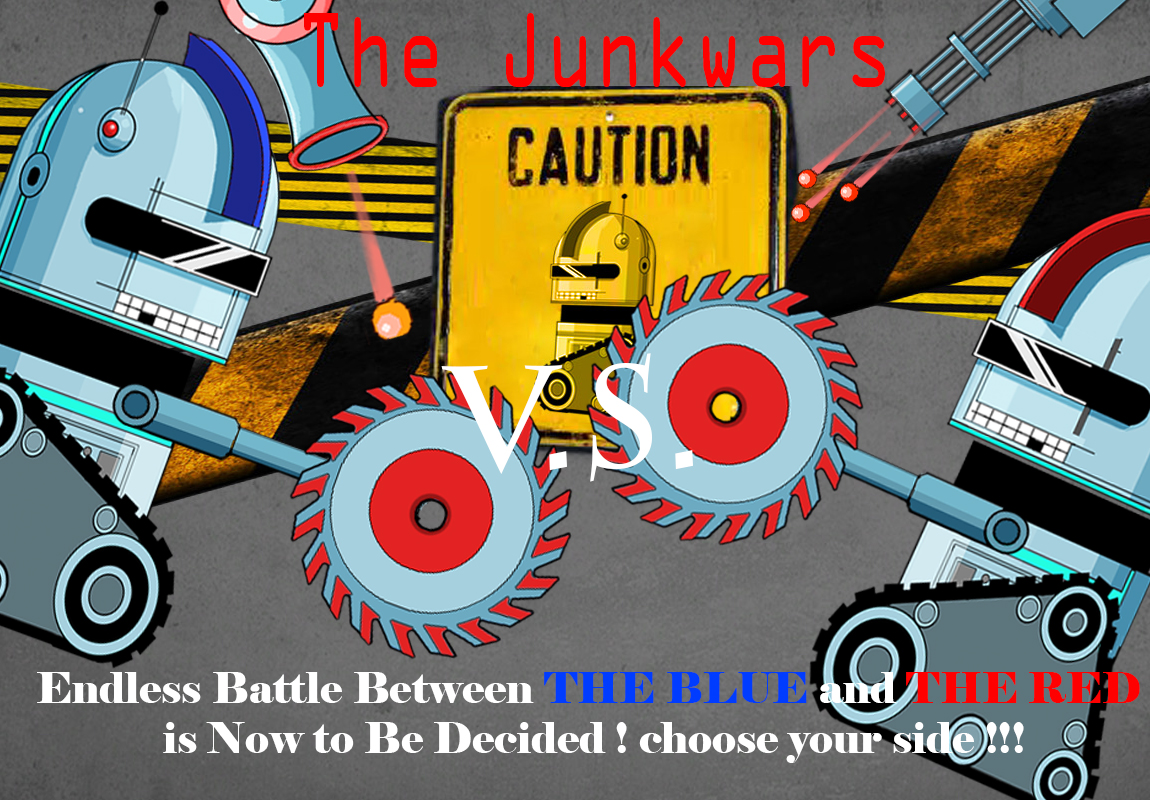 The Junkwars
CAUTION
V.S.
Endless Battle Between THE BLUE and THE RED
is Now to Be Decided ! choose your side !!!